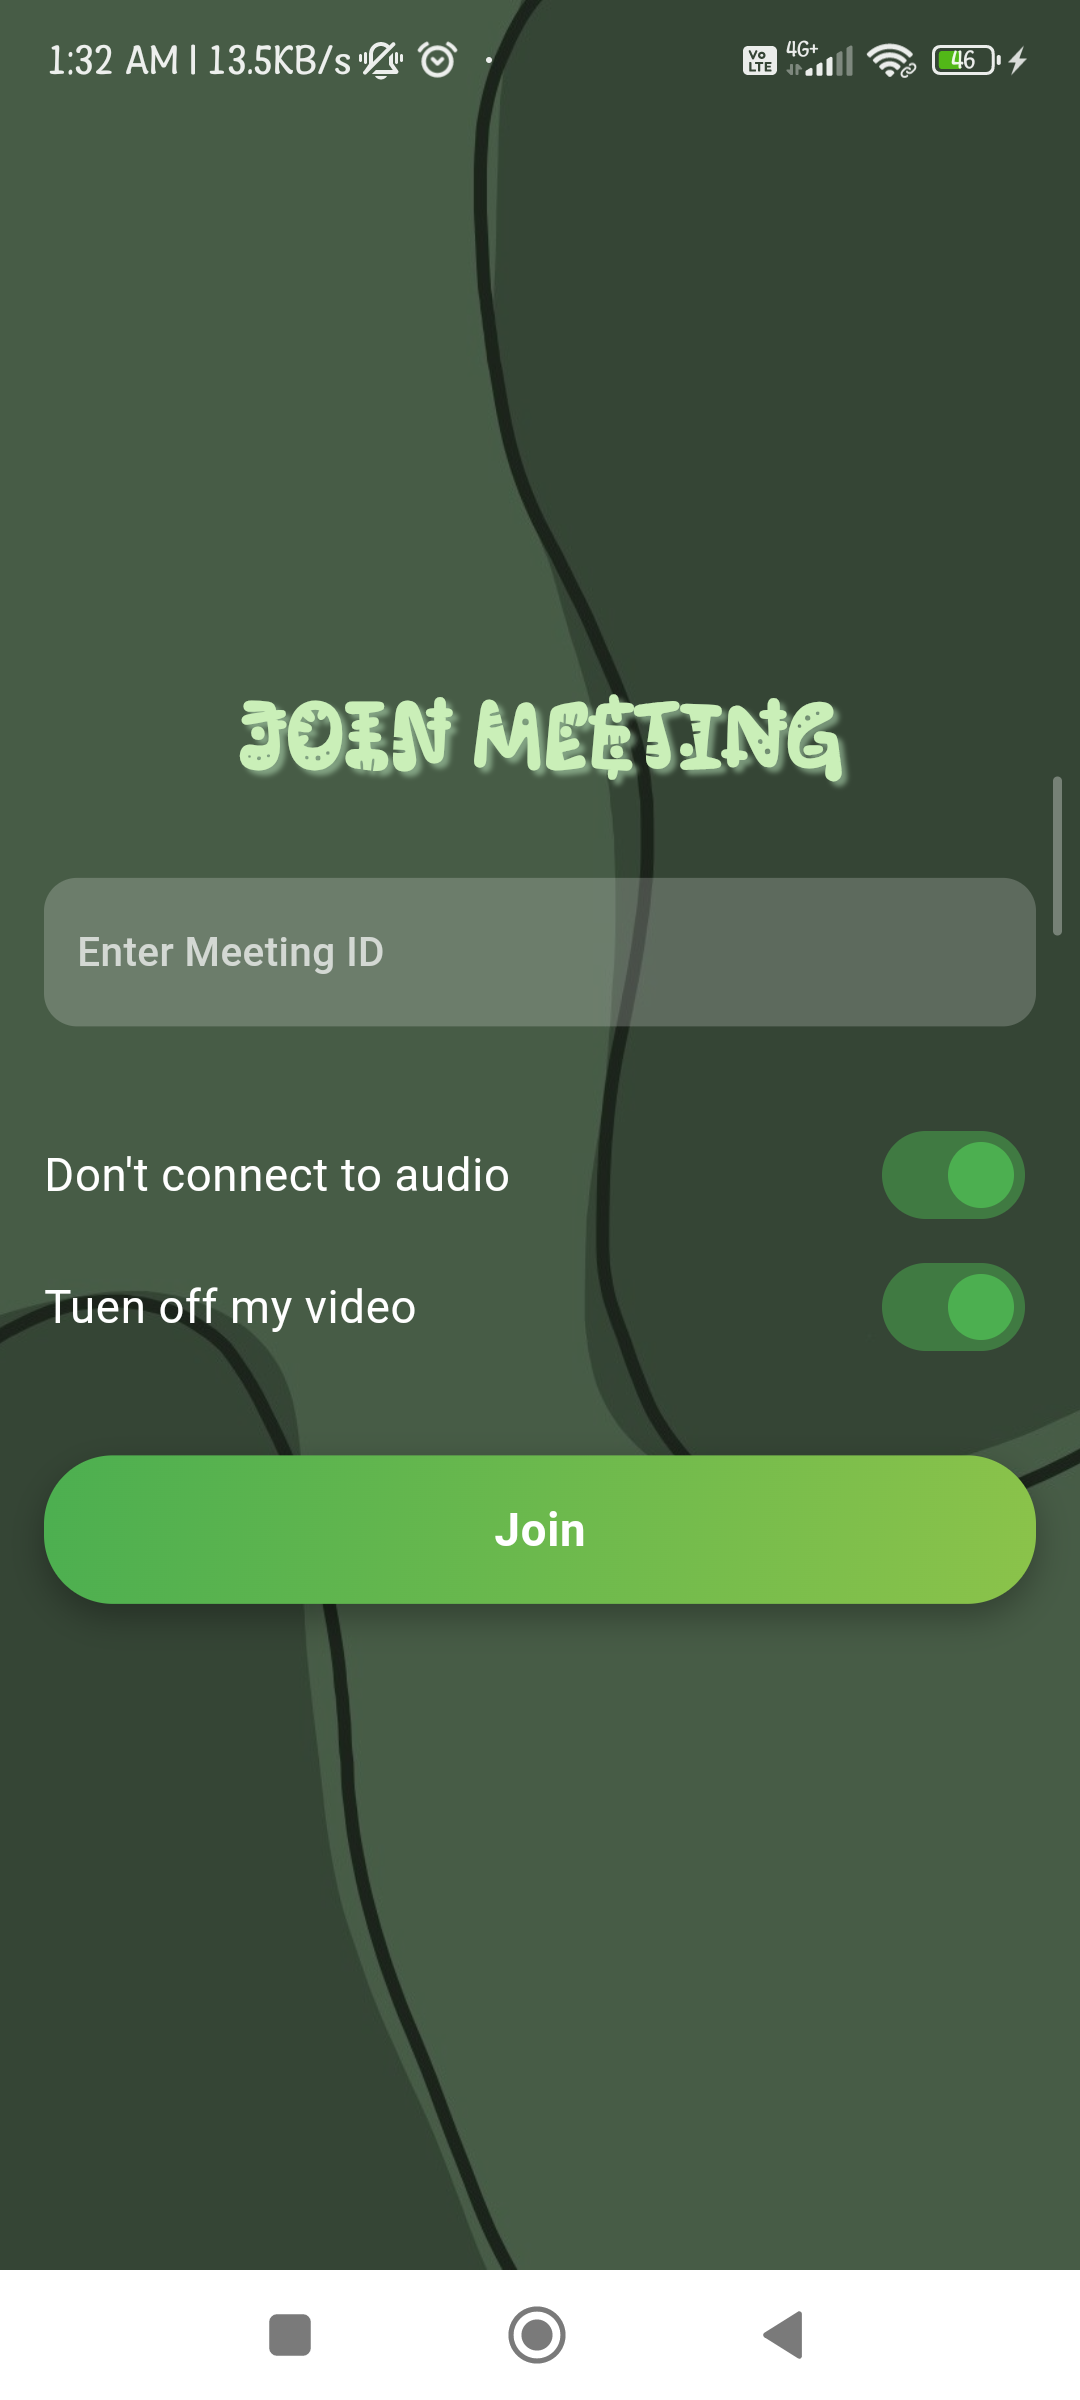 1:32 AM | 13.5KB/s Vo LTE 4G+ 46
JOIN MEETING
Enter Meeting ID
Don't connect to audio
Tuen off my video
Join